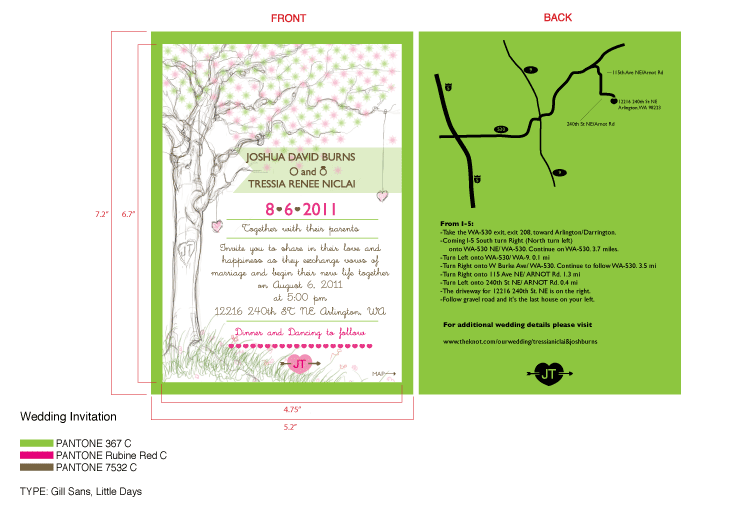 FRONT
BACK
7.2"
6.7"
JOSHUA DAVID BURNS
and
TRESSIA RENEE NICLAI
8•6•2011
Together with their parents
Invite you to share in their love and
happiness as they exchange vows of
marriage and begin their new life together
on August 6, 2011
at 5:00 pm
12216 240th ST NE Arlington, WA
Dinner and Dancing to follow
JT
JT
MAP
4.75"
5.2"
115th Ave NE/Arnot Rd
12216 240th St NE
Arlington, WA 98223
240th St NE/Arnot Rd
530
9
9
5
5
From I-5:
-Take the WA-530 exit, exit 208, toward Arlington/Darrington.
-Coming I-5 South turn Right (North turn left)
onto WA-530 NE/ WA-530. Continue on WA-530. 3.7 miles.
-Turn Left onto WA-530/ WA-9. 0.1 mi
-Turn Right onto W Burke Ave/ WA-530. Continue to follow WA-530. 3.5 mi
-Turn Right onto 115 Ave NE/ ARNOT Rd. 1.3 mi
-Turn Left onto 240th St NE/ ARNOT Rd. 0.4 mi
-The driveway for 12216 240th St. NE is on the right.
-Follow gravel road and it's the last house on your left.
For additional wedding details please visit
www.theknot.com/ourwedding/tressianiclai&joshburns
JT
Wedding Invitation
PANTONE 367 C
PANTONE Rubine Red C
PANTONE 7532 C
TYPE: Gill Sans, Little Days